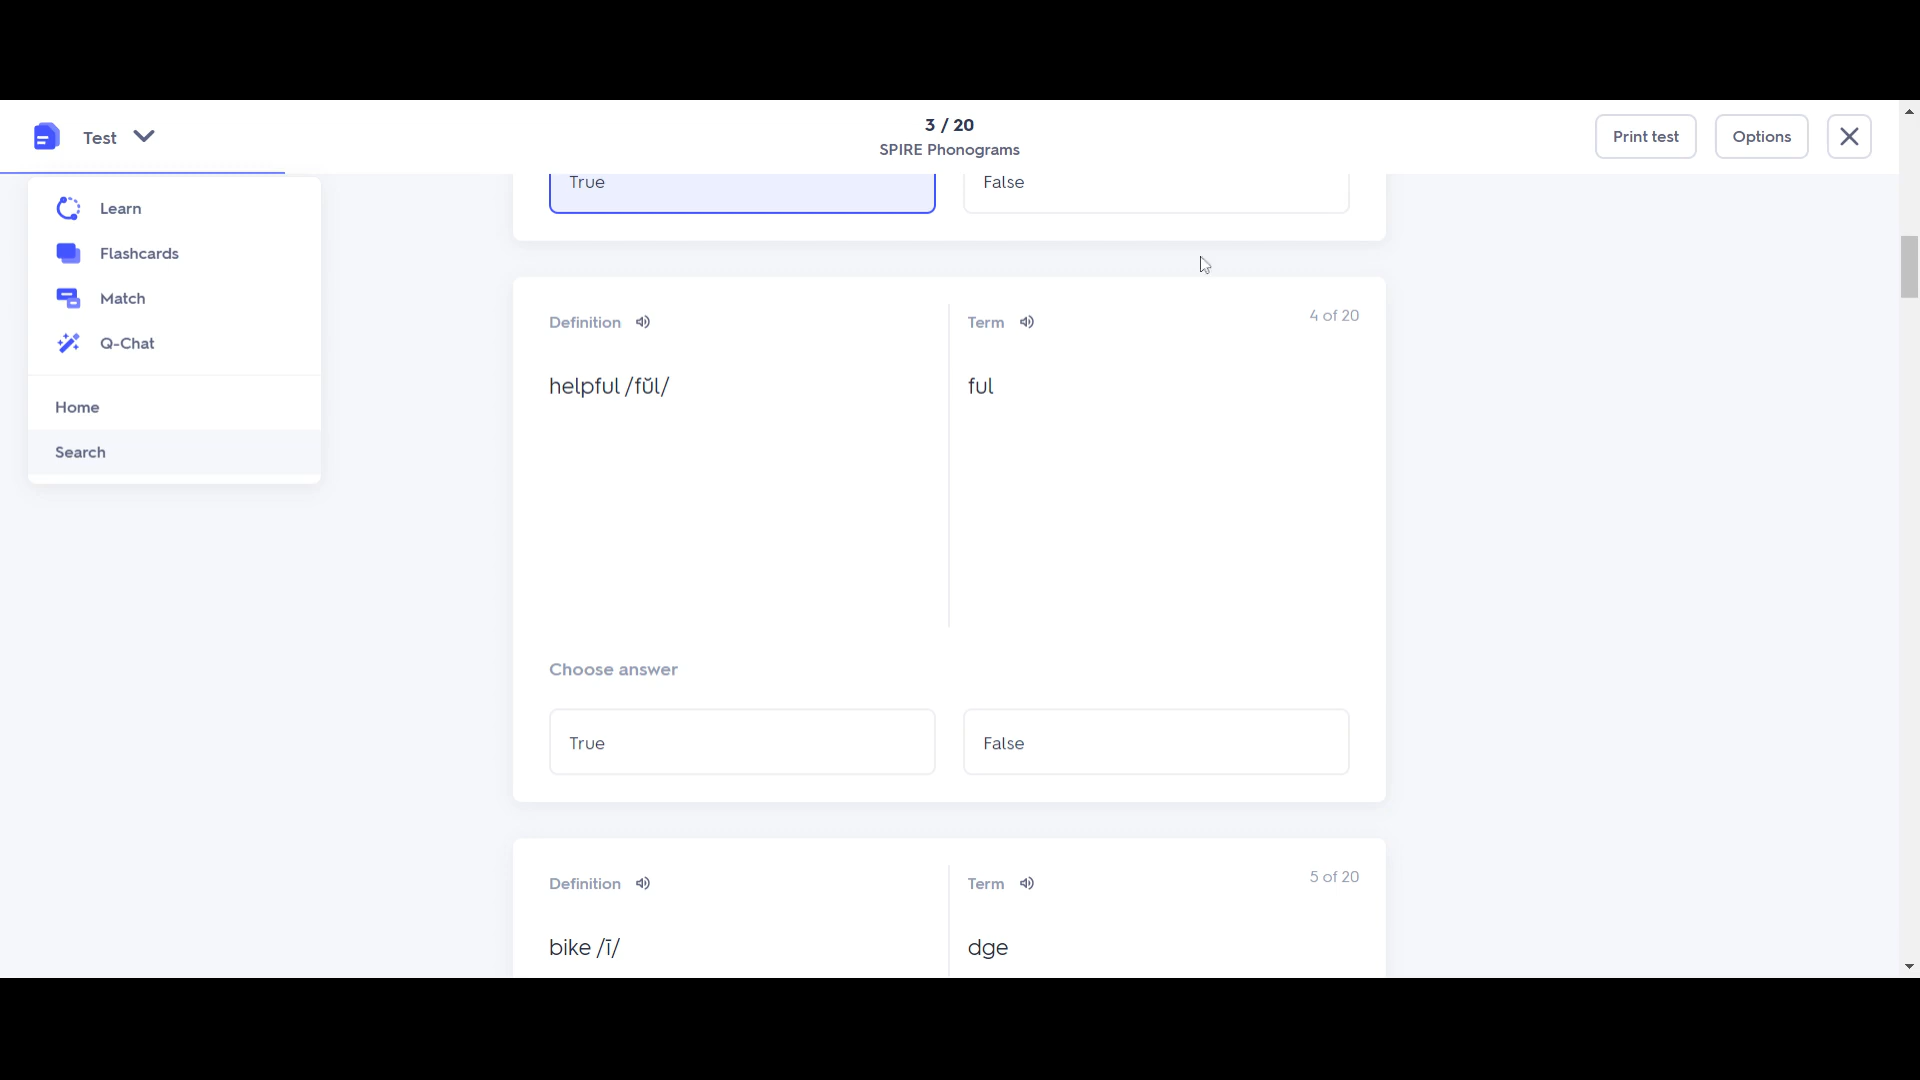 Test
3 / 20
SPIRE Phonograms
Print test
Options
Learn
Flashcards
Match
Q-Chat
Home
Search
True
False
Definition
Term
4 of 20
helpful /fŭl/
ful
Choose answer
True
False
Definition
Term
5 of 20
bike /ī/
dge